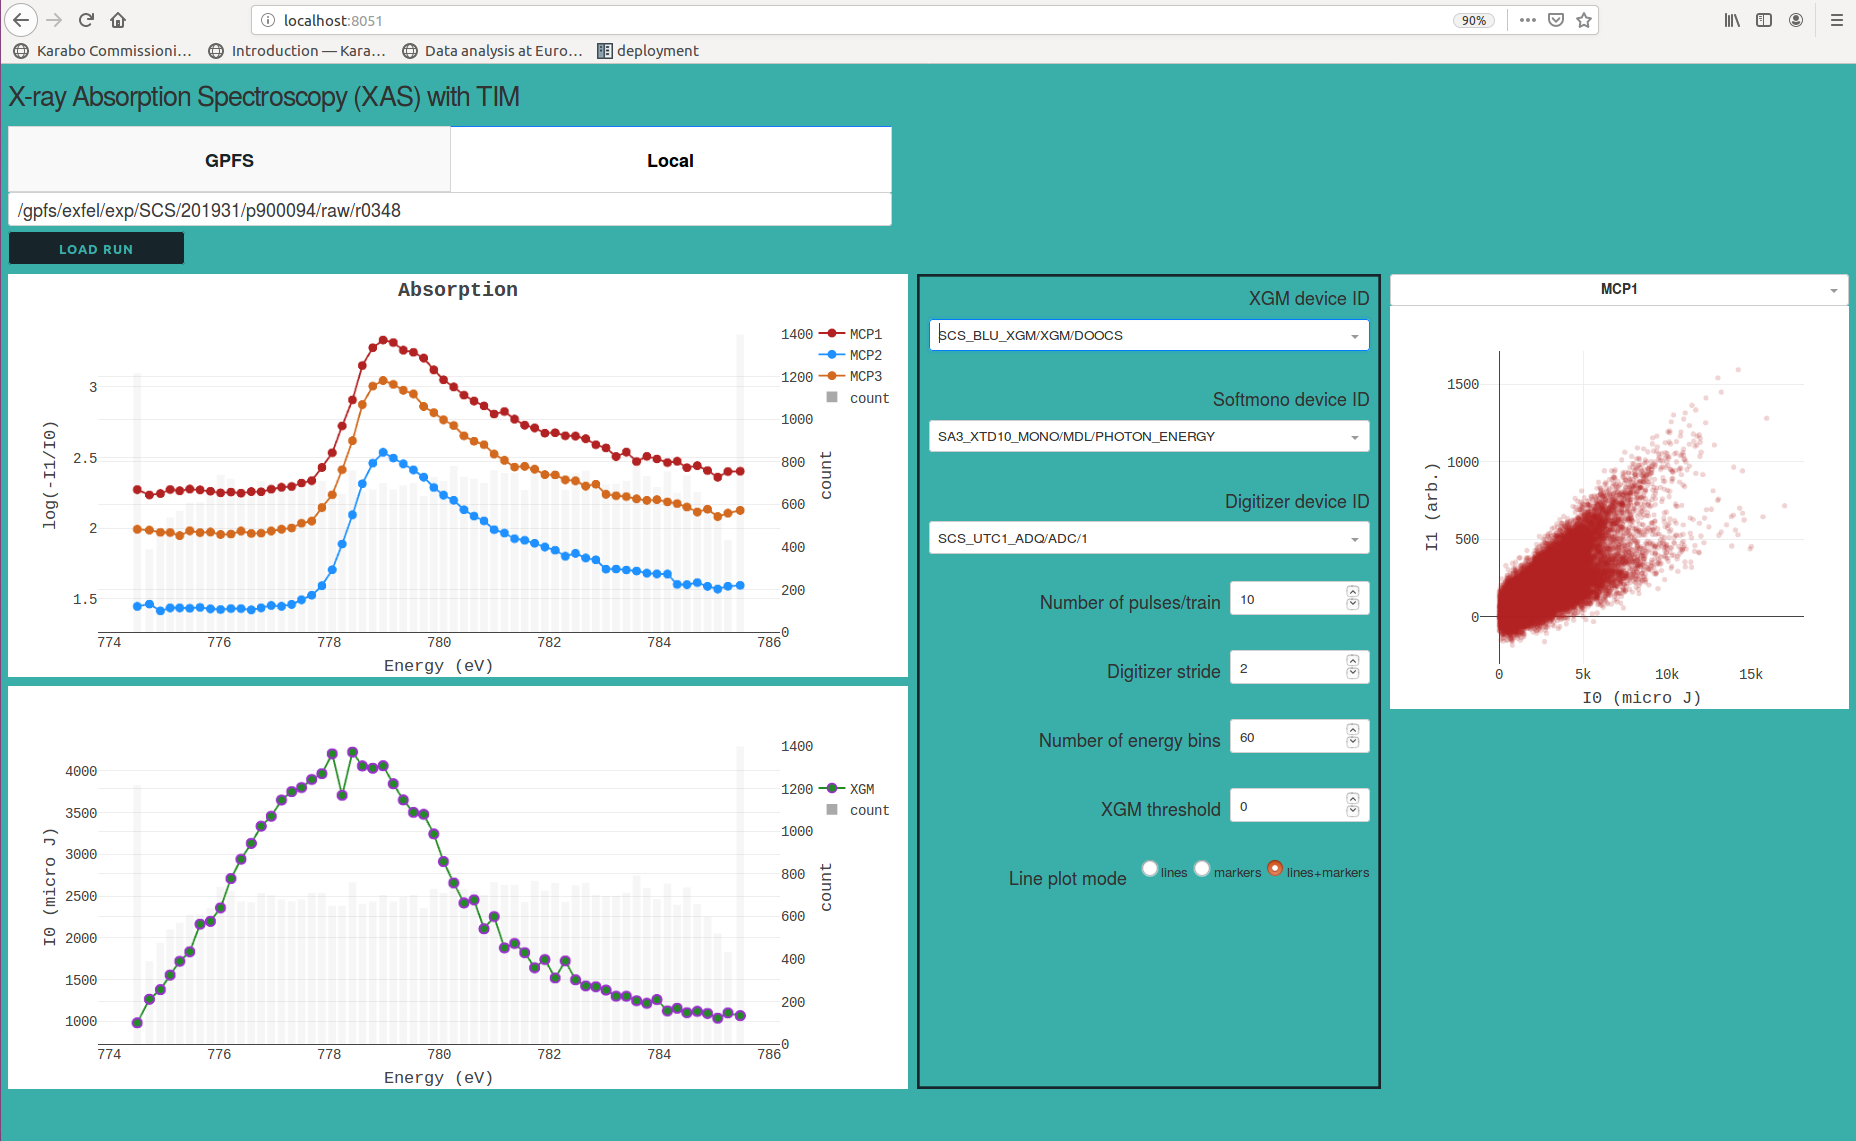 localhost:8051
90%
Karabo Commissioni...
Introduction — Kara...
Data analysis at Euro...
deployment
X-ray Absorption Spectroscopy (XAS) with TIM
GPFS
Local
/gpfs/exfel/exp/SCS/201931/p900094/raw/r0348
LOAD RUN
Absorption
log(-I1/I0)
3
2.5
2
1.5
774 776 778 780 782 784 786
Energy (eV)
1400
1200
1000
800
600
400
200
0
count
MCP1
MCP2
MCP3
count
I0 (micro J)
4000
3500
3000
2500
2000
1500
1000
774 776 778 780 782 784 786
Energy (eV)
1400
1200
1000
800
600
400
200
0
count
XGM
count
XGM device ID
SCS_BLU_XGM/XGM/DOOCS
Softmono device ID
SA3_XTD10_MONO/MDL/PHOTON_ENERGY
Digitizer device ID
SCS_UTC1_ADQ/ADC/1
Number of pulses/train 10
Digitizer stride 2
Number of energy bins 60
XGM threshold 0
Line plot mode lines markers lines+markers
MCP1
I1 (arb.)
1500
1000
500
0
0 5k 10k 15k
I0 (micro J)